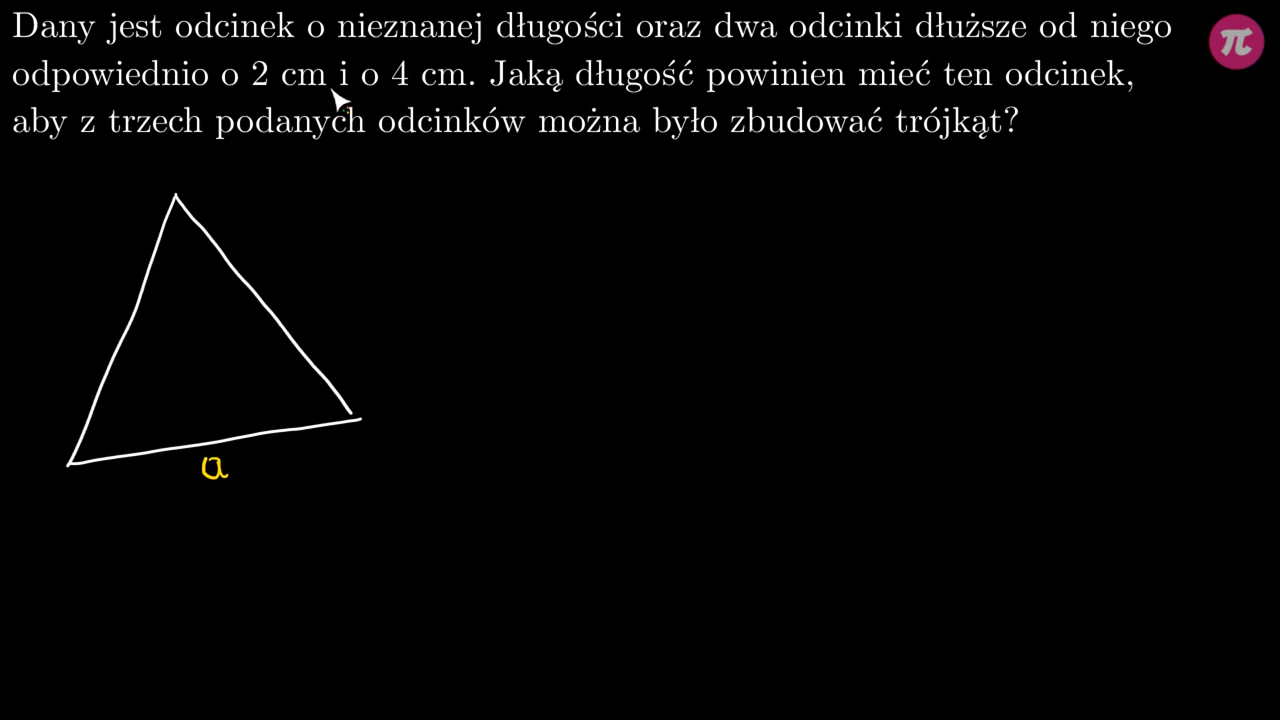 Dany jest odcinek o nieznanej długości oraz dwa odcinki dłuższe od niego
odpowiednio o 2 cm i o 4 cm. Jaką długość powinien mieć ten odcinek,
aby z trzech podanych odcinków można było zbudować trójkąt?
π
a